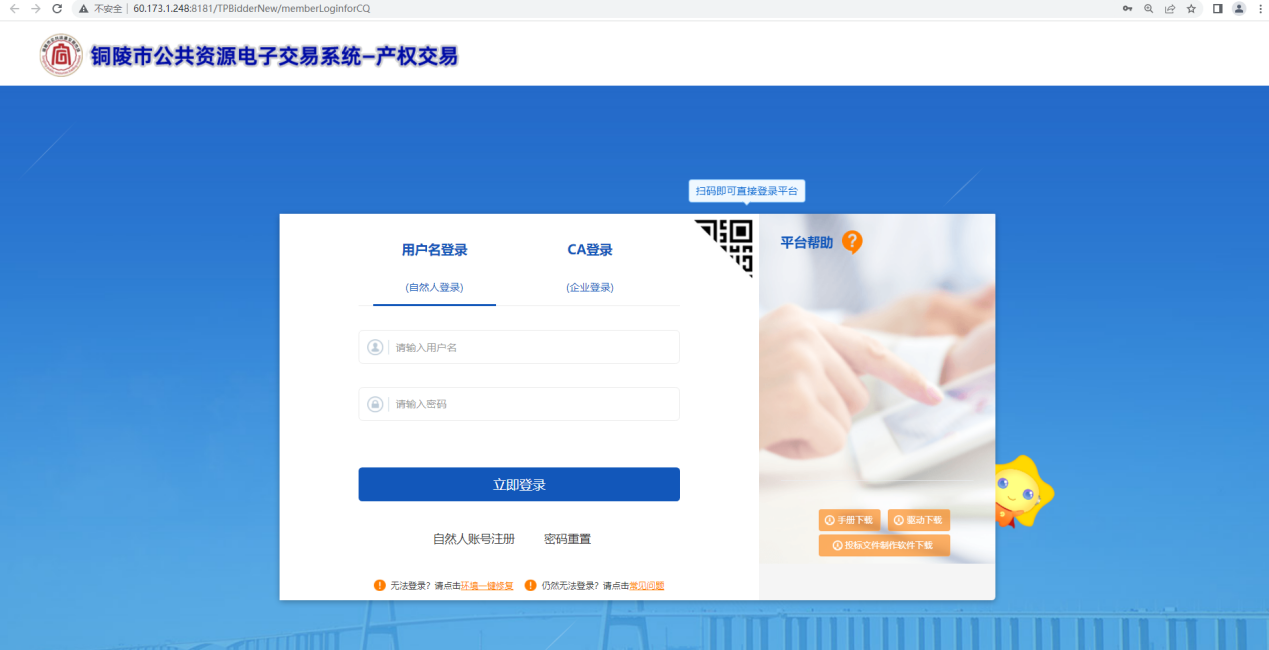 不安全 60.173.1.248:8181/TPBidderNew/memberLoginforCQ
铜陵市公共资源电子交易系统-产权交易
扫码即可直接登录平台
用户名登录 CA登录
平台帮助 ?
(自然人登录) (企业登录)
请输入用户名
请输入密码
立即登录
手册下载 驱动下载
自然人账号注册 密码重置
投标文件制作软件下载
! 无法登录?请点击环境一键修复 ! 仍然无法登录?请点击常见问题